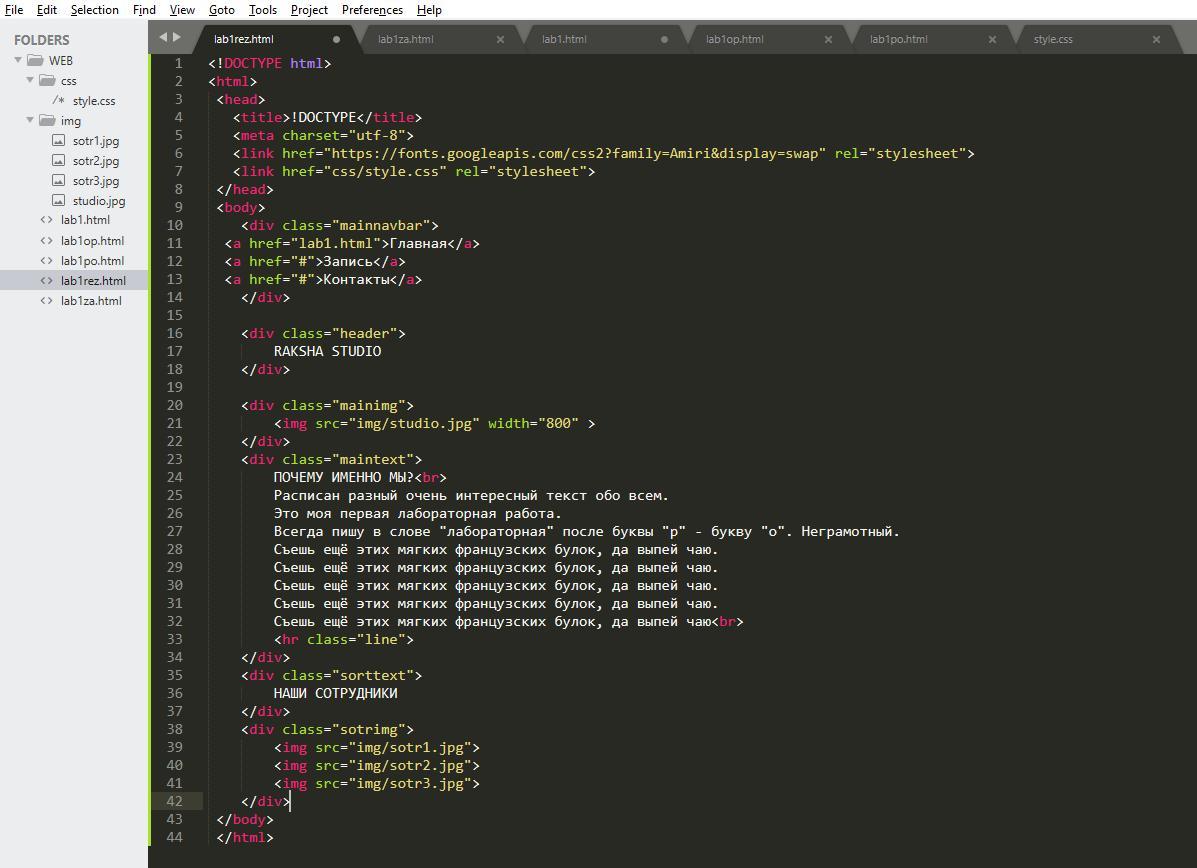 File Edit Selection Find View Goto Tools Project Preferences Help
FOLDERS
WEB
css
/* style.css
img
sotr1.jpg
sotr2.jpg
sotr3.jpg
studio.jpg
<> lab1.html
<> lab1op.html
<> lab1po.html
<> lab1rez.html
<> lab1za.html
lab1rez.html lab1za.html lab1.html lab1op.html lab1po.html style.css
1 <!DOCTYPE html>
2 <html>
3 <head>
4 <title>!DOCTYPE</title>
5 <meta charset="utf-8">
6 <link href="https://fonts.googleapis.com/css2?family=Amiri&display=swap" rel="stylesheet">
7 <link href="css/style.css" rel="stylesheet">
8 </head>
9 <body>
10 <div class="mainnavbar">
11 <a href="lab1.html">Главная</a>
12 <a href="#">Запись</a>
13 <a href="#">Контакты</a>
14 </div>
15
16 <div class="header">
17 RAKSHA STUDIO
18 </div>
19
20 <div class="mainimg">
21 <img src="img/studio.jpg" width="800" >
22 </div>
23 <div class="maintext">
24 ПОЧЕМУ ИМЕННО МЫ?<br>
25 Расписан разный очень интересный текст обо всем.
26 Это моя первая лабораторная работа.
27 Всегда пишу в слове "лабораторная" после буквы "р" - букву "о". Неграмотный.
28 Съешь ещё этих мягких французских булок, да выпей чаю.
29 Съешь ещё этих мягких французских булок, да выпей чаю.
30 Съешь ещё этих мягких французских булок, да выпей чаю.
31 Съешь ещё этих мягких французских булок, да выпей чаю.
32 Съешь ещё этих мягких французских булок, да выпей чаю<br>
33 <hr class="line">
34 </div>
35 <div class="sorttext">
36 НАШИ СОТРУДНИКИ
37 </div>
38 <div class="sotrimg">
39 <img src="img/sotr1.jpg">
40 <img src="img/sotr2.jpg">
41 <img src="img/sotr3.jpg">
42 </div>
43 </body>
44 </html>